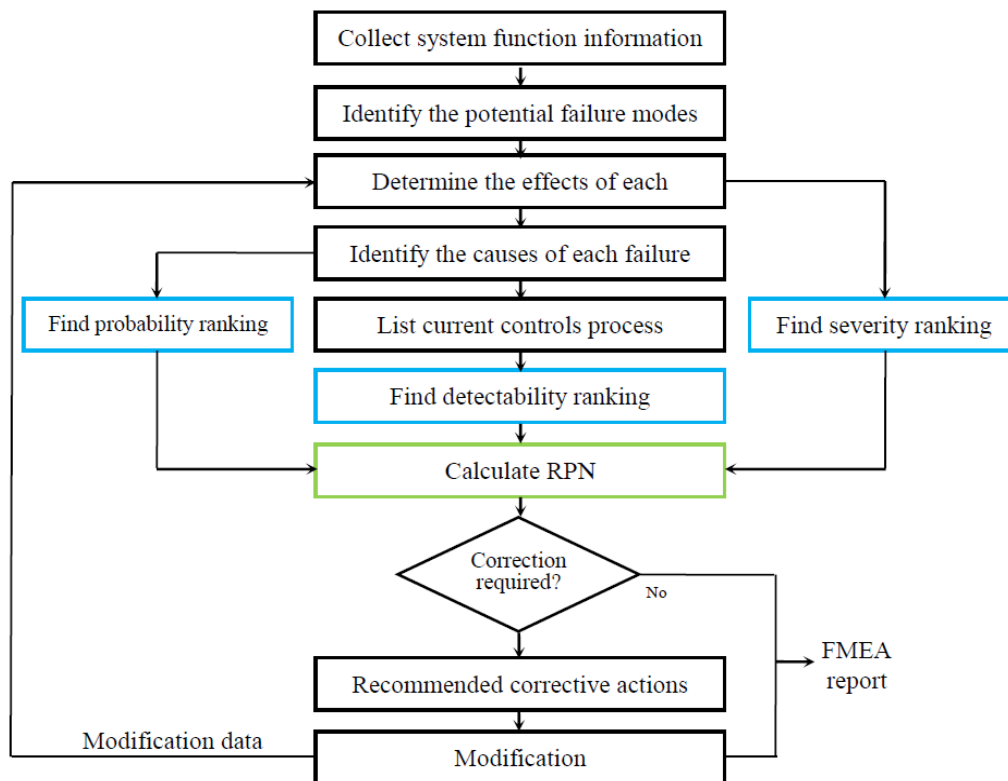 Collect system function information
Identify the potential failure modes
Determine the effects of each
Identify the causes of each failure
Find probability ranking
List current controls process
Find severity ranking
Find detectability ranking
Calculate RPN
Correction
required?
No
FMEA
report
Recommended corrective actions
Modification data
Modification